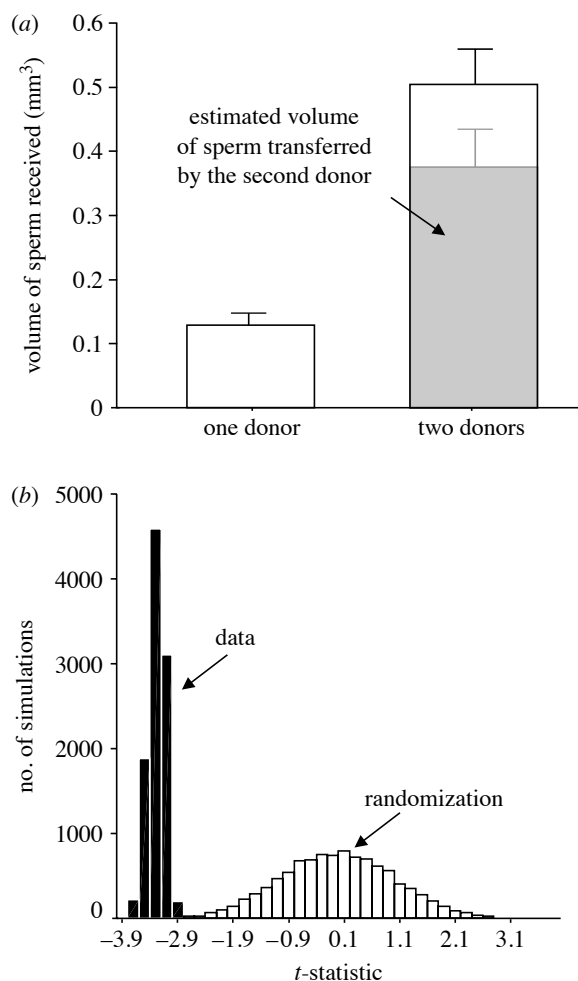 (a)
0.6
0.5
0.4
0.3
0.2
0.1
0
volume of sperm received (mm³)
estimated volume
of sperm transferred
by the second donor
one donor
two donors
(b)
5000
4000
3000
2000
1000
0
no. of simulations
data
randomization
–3.9 –2.9 –1.9 –0.9 0.1 1.1 2.1 3.1
t-statistic